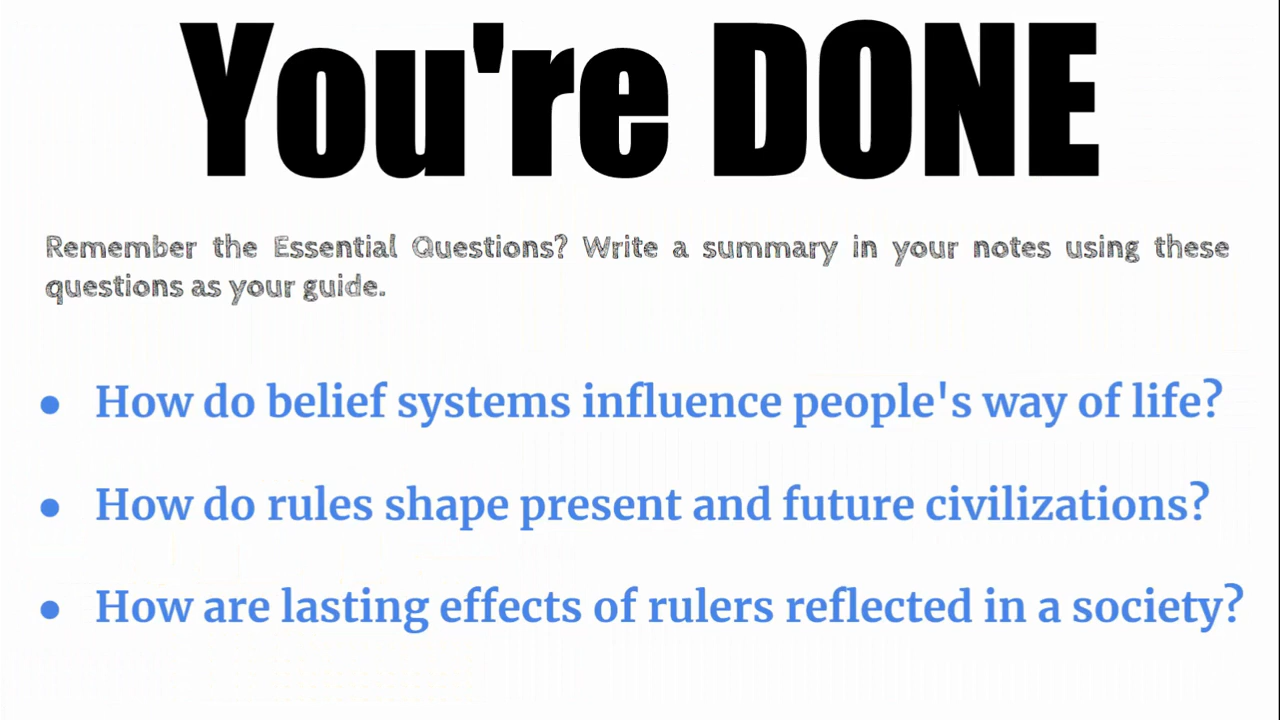 You're DONE
Remember the Essential Questions? Write a summary in your notes using these
questions as your guide.
● How do belief systems influence people's way of life?
● How do rules shape present and future civilizations?
● How are lasting effects of rulers reflected in a society?